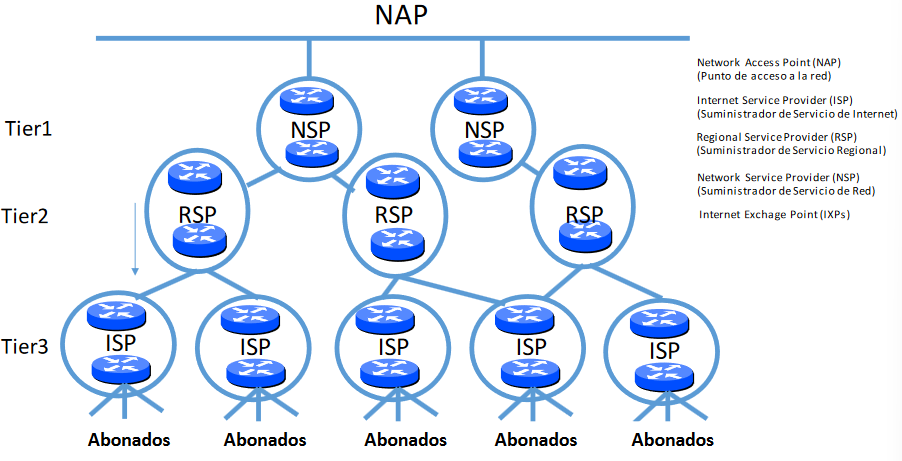 NAP
Network Access Point (NAP)
(Punto de acceso a la red)
Internet Service Provider (ISP)
(Suministrador de Servicio de Internet)
Regional Service Provider (RSP)
(Suministrador de Servicio Regional)
Network Service Provider (NSP)
(Suministrador de Servicio de Red)
Internet Exchage Point (IXPs)
Tier1
NSP
NSP
Tier2
RSP
RSP
RSP
Tier3
ISP
ISP
ISP
ISP
ISP
Abonados
Abonados
Abonados
Abonados
Abonados